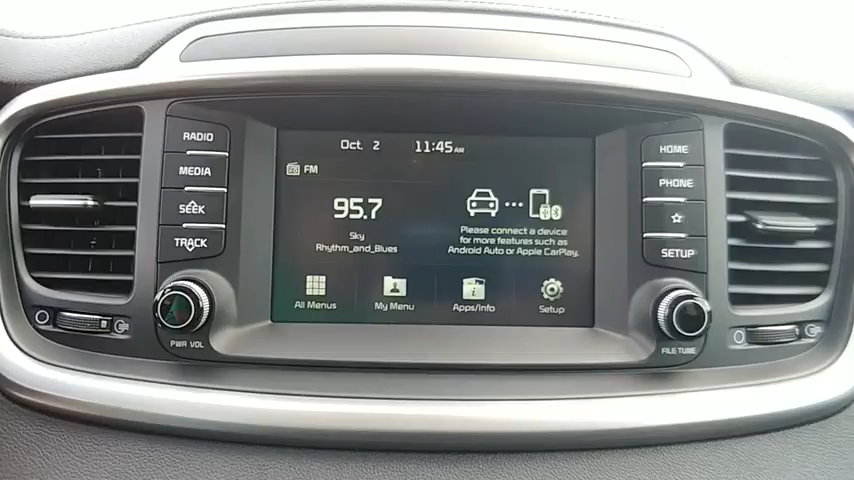 RADIO
MEDIA
SEEK
TRACK
PWR VOL
Oct. 2 11:45 AM
FM
95.7
Sky
Rhythm_and_Blues
Please connect a device
for more features such as
Android Auto or Apple CarPlay.
All Menus My Menu Apps/Info Setup
HOME
PHONE
SETUP
FILE TUNE